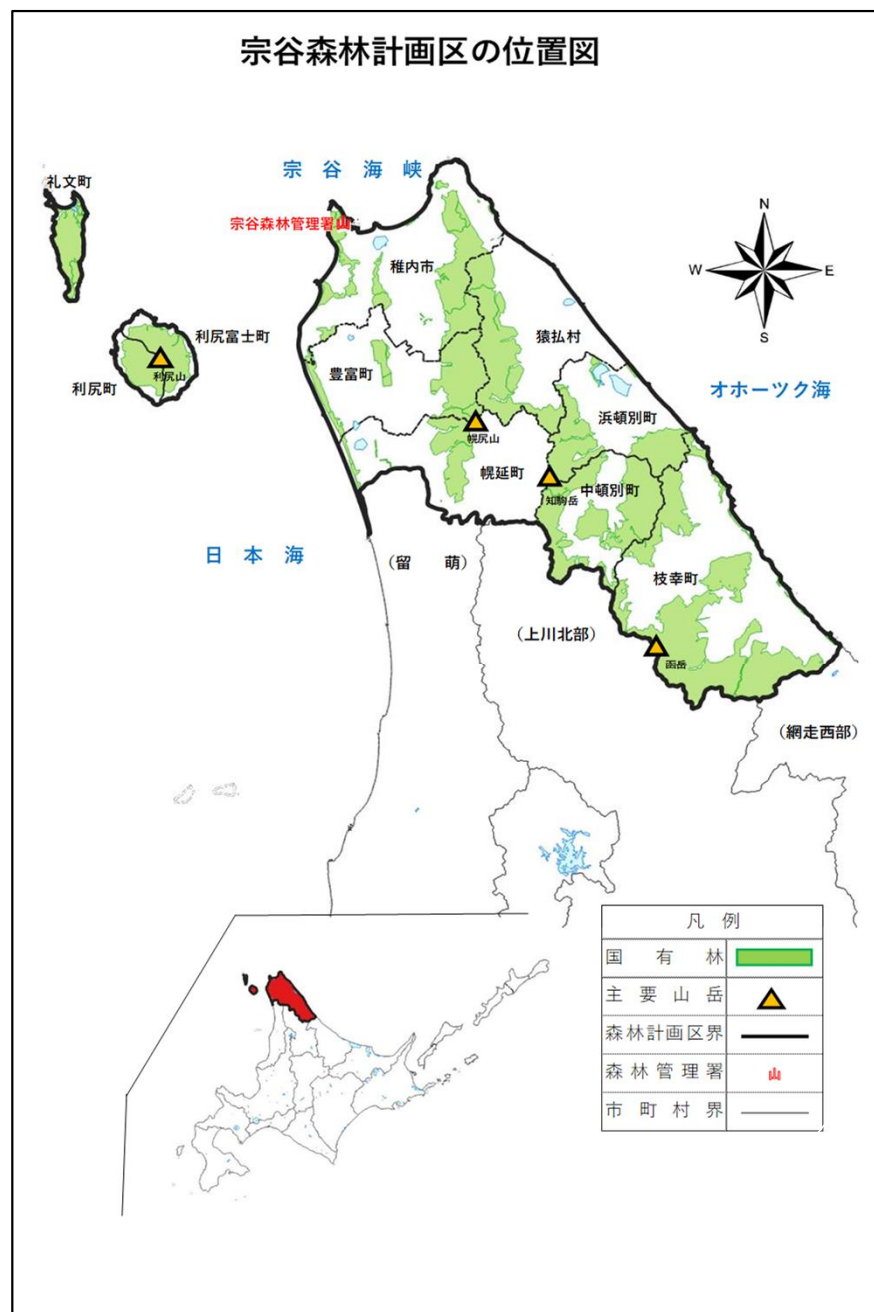 宗谷森林計画区の位置図
宗谷海峡
礼文町
宗谷森林管理署
稚内市
N
W
E
S
利尻富士町
猿払村
豊富町
利尻山
利尻町
オホーツク海
浜頓別町
幌尻山
幌延町
中頓別町
知駒岳
日本海
（留萌）
枝幸町
（上川北部）
函岳
（網走西部）
凡例
国有林
主要山岳
森林計画区界
森林管理署
市町村界